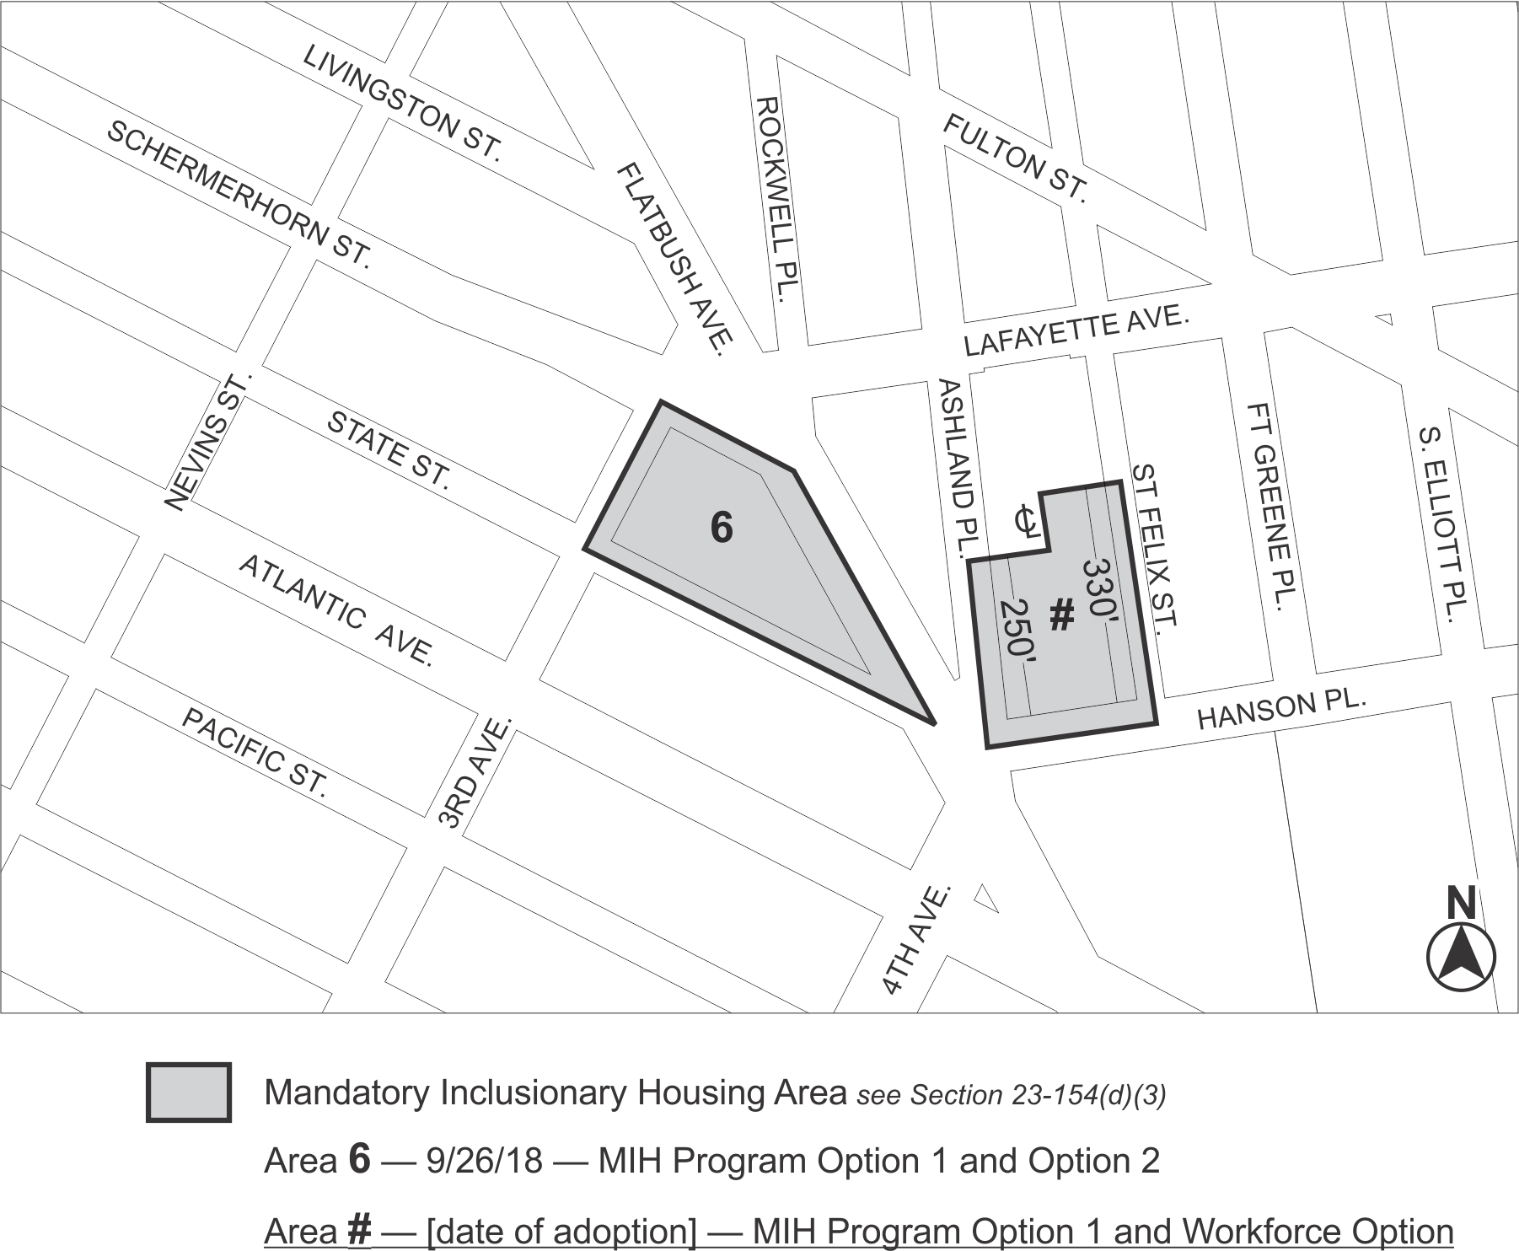 LIVINGSTON ST.
SCHERMERHORN ST.
ROCKWELL PL.
FULTON ST.
FLATBUSH AVE.
LAFAYETTE AVE.
NEVINS ST.
STATE ST.
ASHLAND PL.
ST FELIX ST.
FT GREENE PL.
S. ELLIOTT PL.
6
℄
330'
#
250'
ATLANTIC AVE.
PACIFIC ST.
3RD AVE.
HANSON PL.
4TH AVE.
N
Mandatory Inclusionary Housing Area see Section 23-154(d)(3)
Area 6 — 9/26/18 — MIH Program Option 1 and Option 2
Area # — [date of adoption] — MIH Program Option 1 and Workforce Option